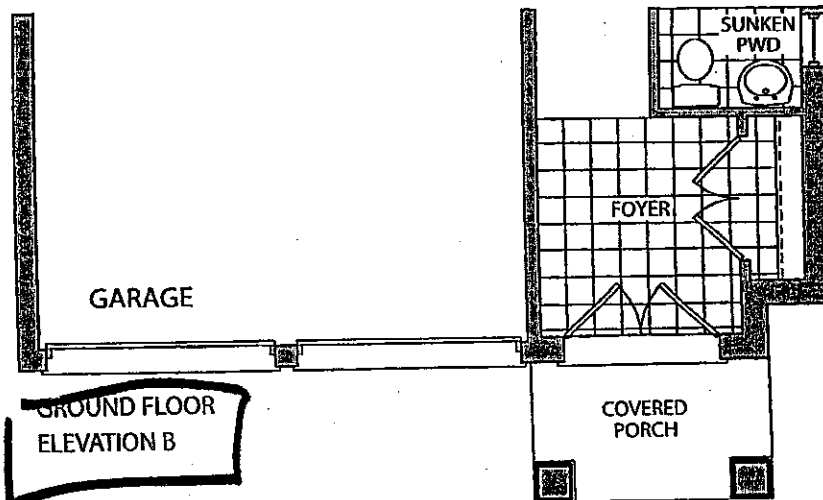 SUNKEN
PWD
FOYER
GARAGE
GROUND FLOOR
ELEVATION B
COVERED
PORCH